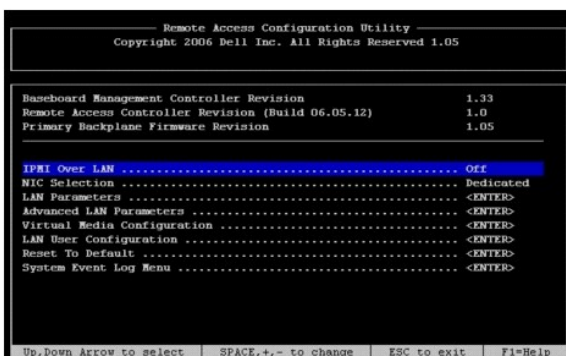 Remote Access Configuration Utility
Copyright 2006 Dell Inc. All Rights Reserved 1.05
Baseboard Management Controller Revision 1.33
Remote Access Controller Revision (Build 06.05.12) 1.0
Primary Backplane Firmware Revision 1.05
IPMI Over LAN ................................................ Off
NIC Selection ................................................ Dedicated
LAN Parameters ............................................... <ENTER>
Advanced LAN Parameters ...................................... <ENTER>
Virtual Media Configuration .................................. <ENTER>
LAN User Configuration ....................................... <ENTER>
Reset To Default ............................................. <ENTER>
System Event Log Menu ........................................ <ENTER>
Up,Down Arrow to select SPACE,+,- to change ESC to exit F1=Help